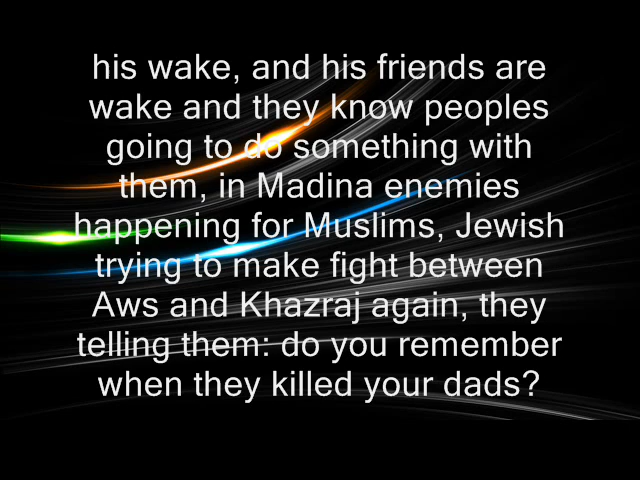 his wake, and his friends are
wake and they know peoples
going to do something with
them, in Madina enemies
happening for Muslims, Jewish
trying to make fight between
Aws and Khazraj again, they
telling them: do you remember
when they killed your dads?